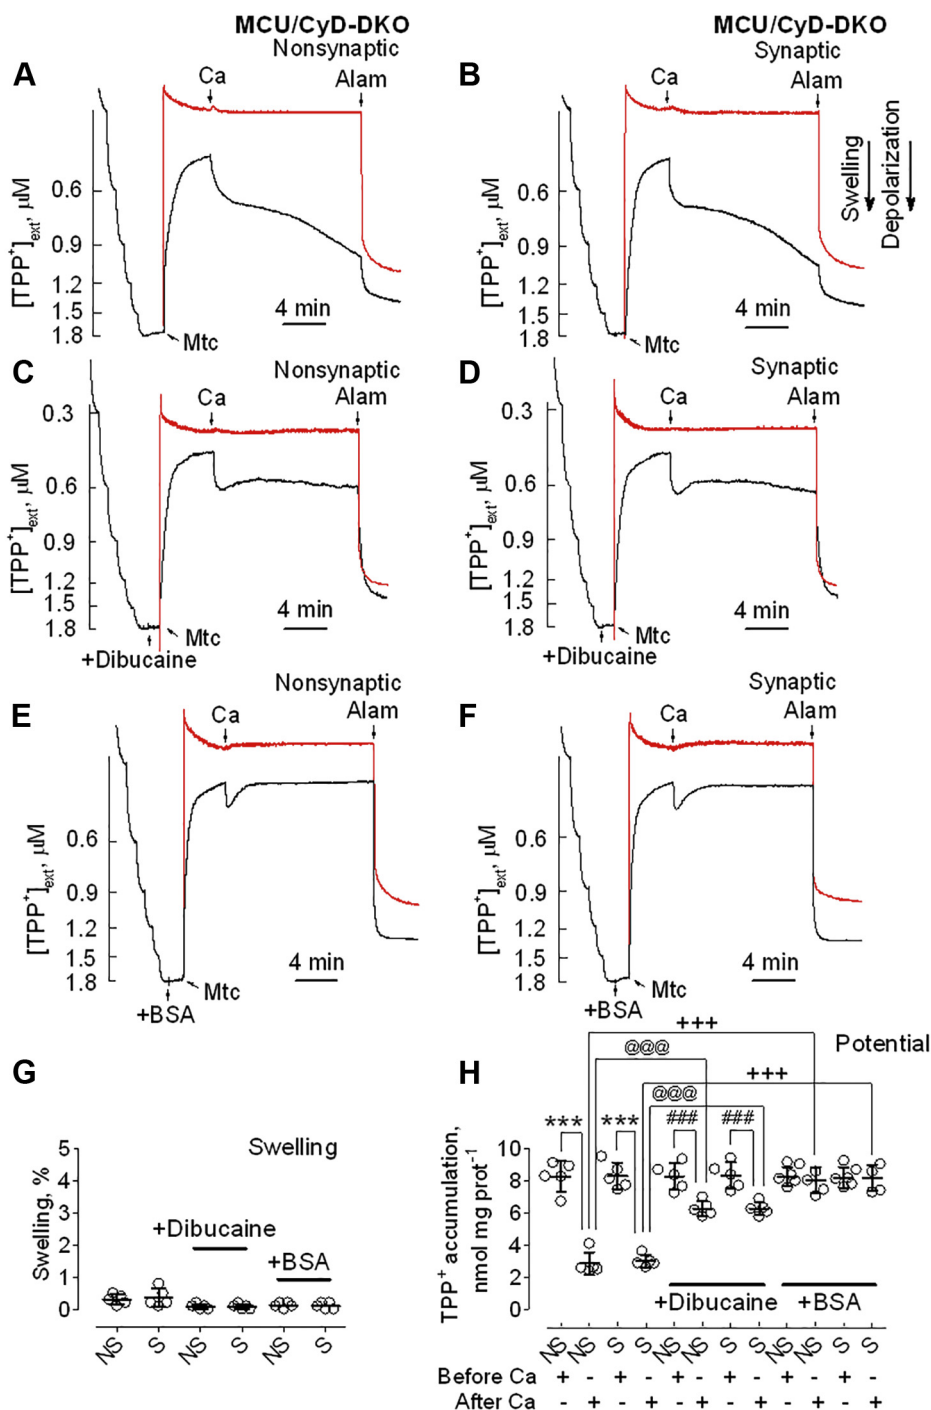 MCU/CyD-DKO
Nonsynaptic
MCU/CyD-DKO
Synaptic
A
Ca
Alam
[TPP+]ext, µM
0.6
0.9
1.2
1.5
1.8
Mtc
4 min
B
Ca
Alam
[TPP+]ext, µM
0.6
0.9
1.2
1.5
1.8
Mtc
4 min
Swelling
Depolarization
C
Nonsynaptic
Ca
Alam
[TPP+]ext, µM
0.3
0.6
0.9
1.2
1.5
1.8
Mtc
+Dibucaine
4 min
D
Synaptic
Ca
Alam
[TPP+]ext, µM
0.3
0.6
0.9
1.2
1.5
1.8
Mtc
+Dibucaine
4 min
E
Nonsynaptic
Ca
Alam
[TPP+]ext, µM
0.6
0.9
1.2
1.5
1.8
Mtc
+BSA
4 min
F
Synaptic
Ca
Alam
[TPP+]ext, µM
0.6
0.9
1.2
1.5
1.8
Mtc
+BSA
4 min
G
Swelling
Swelling, %
5
4
3
2
1
0
+Dibucaine
+BSA
NS S NS S NS S
H
Potential
+++
@@@
+++
@@@
*** *** ### ###
TPP+ accumulation,
nmol mg prot-1
10
8
6
4
2
0
+Dibucaine +BSA
NS NS S S NS NS S S NS NS S S
Before Ca + - + - + - + - + - + -
After Ca - + - + - + - + - + - +